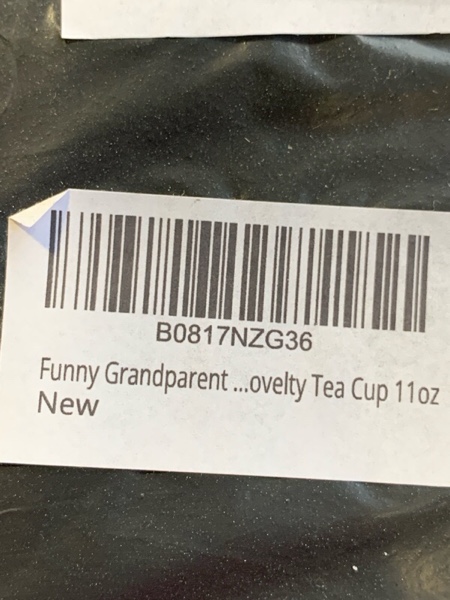 B0817NZG36
Funny Grandparent ...ovelty Tea Cup 11oz
New